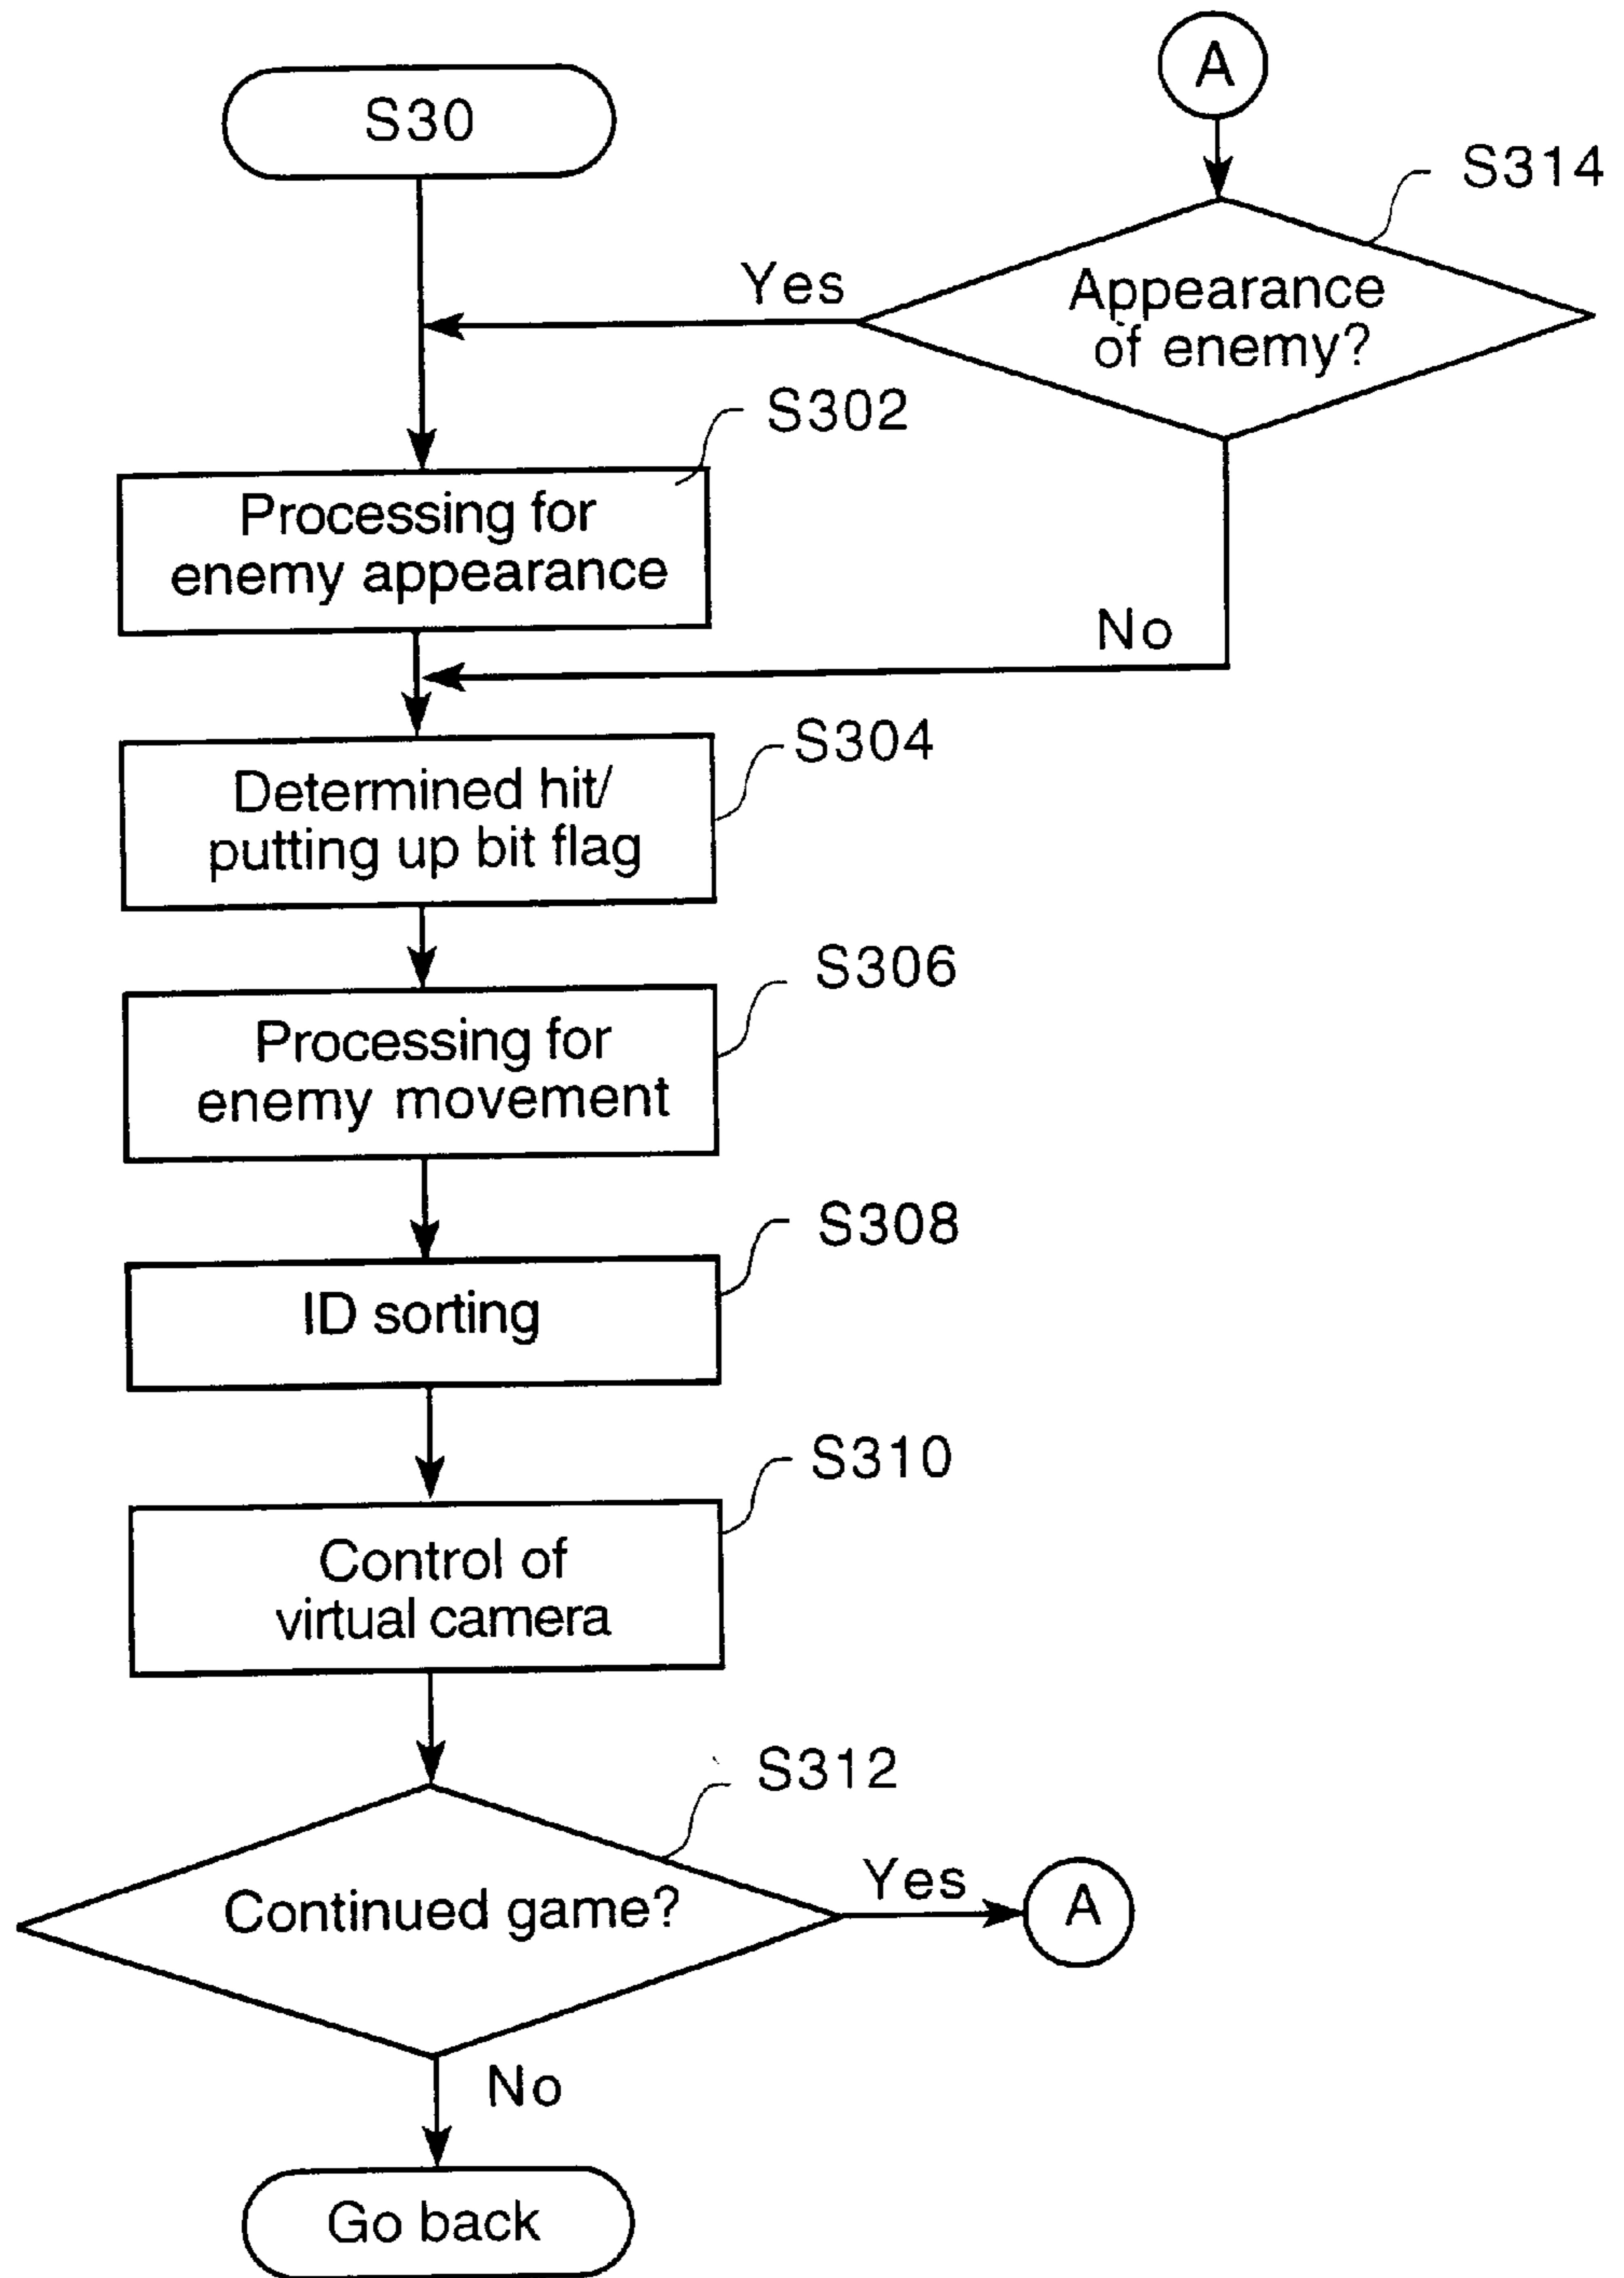 S30
A
S314
Appearance
of enemy?
Yes
S302
Processing for
enemy appearance
No
S304
Determined hit/
putting up bit flag
S306
Processing for
enemy movement
S308
ID sorting
S310
Control of
virtual camera
S312
Continued game?
Yes
A
No
Go back